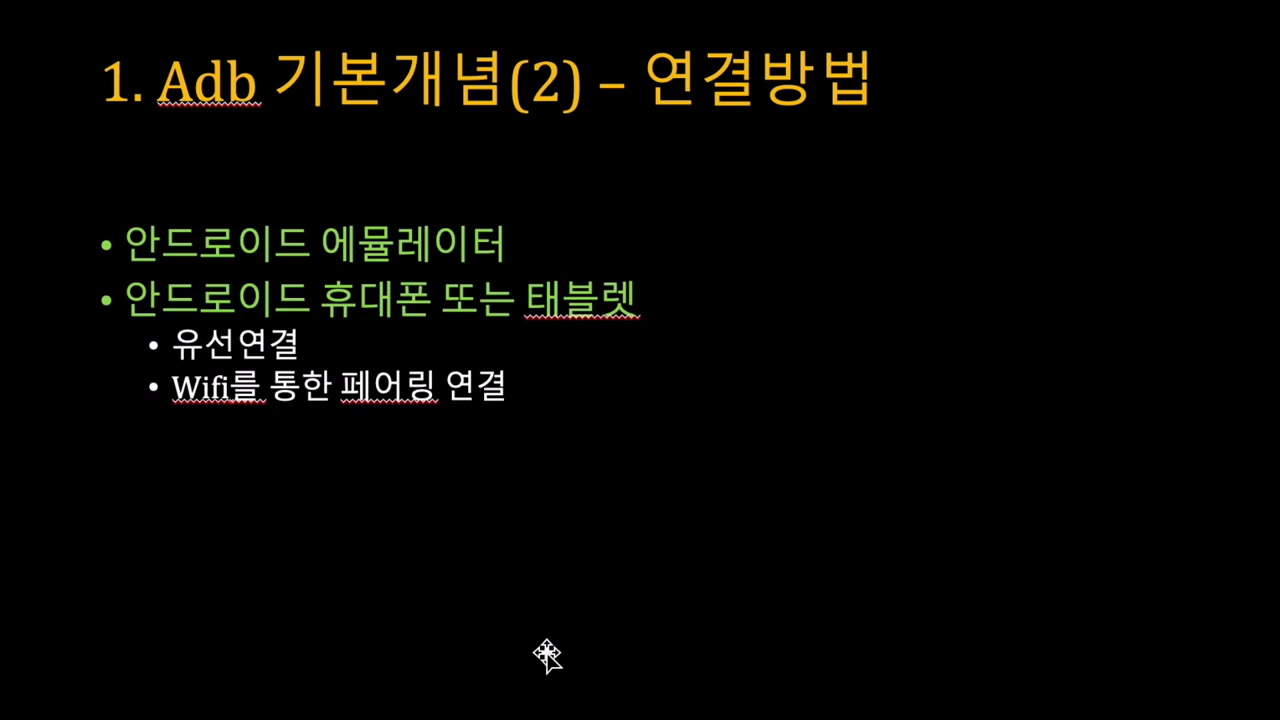 1. Adb 기본개념(2) – 연결방법
• 안드로이드 에뮬레이터
• 안드로이드 휴대폰 또는 태블렛
• 유선연결
• Wifi를 통한 페어링 연결